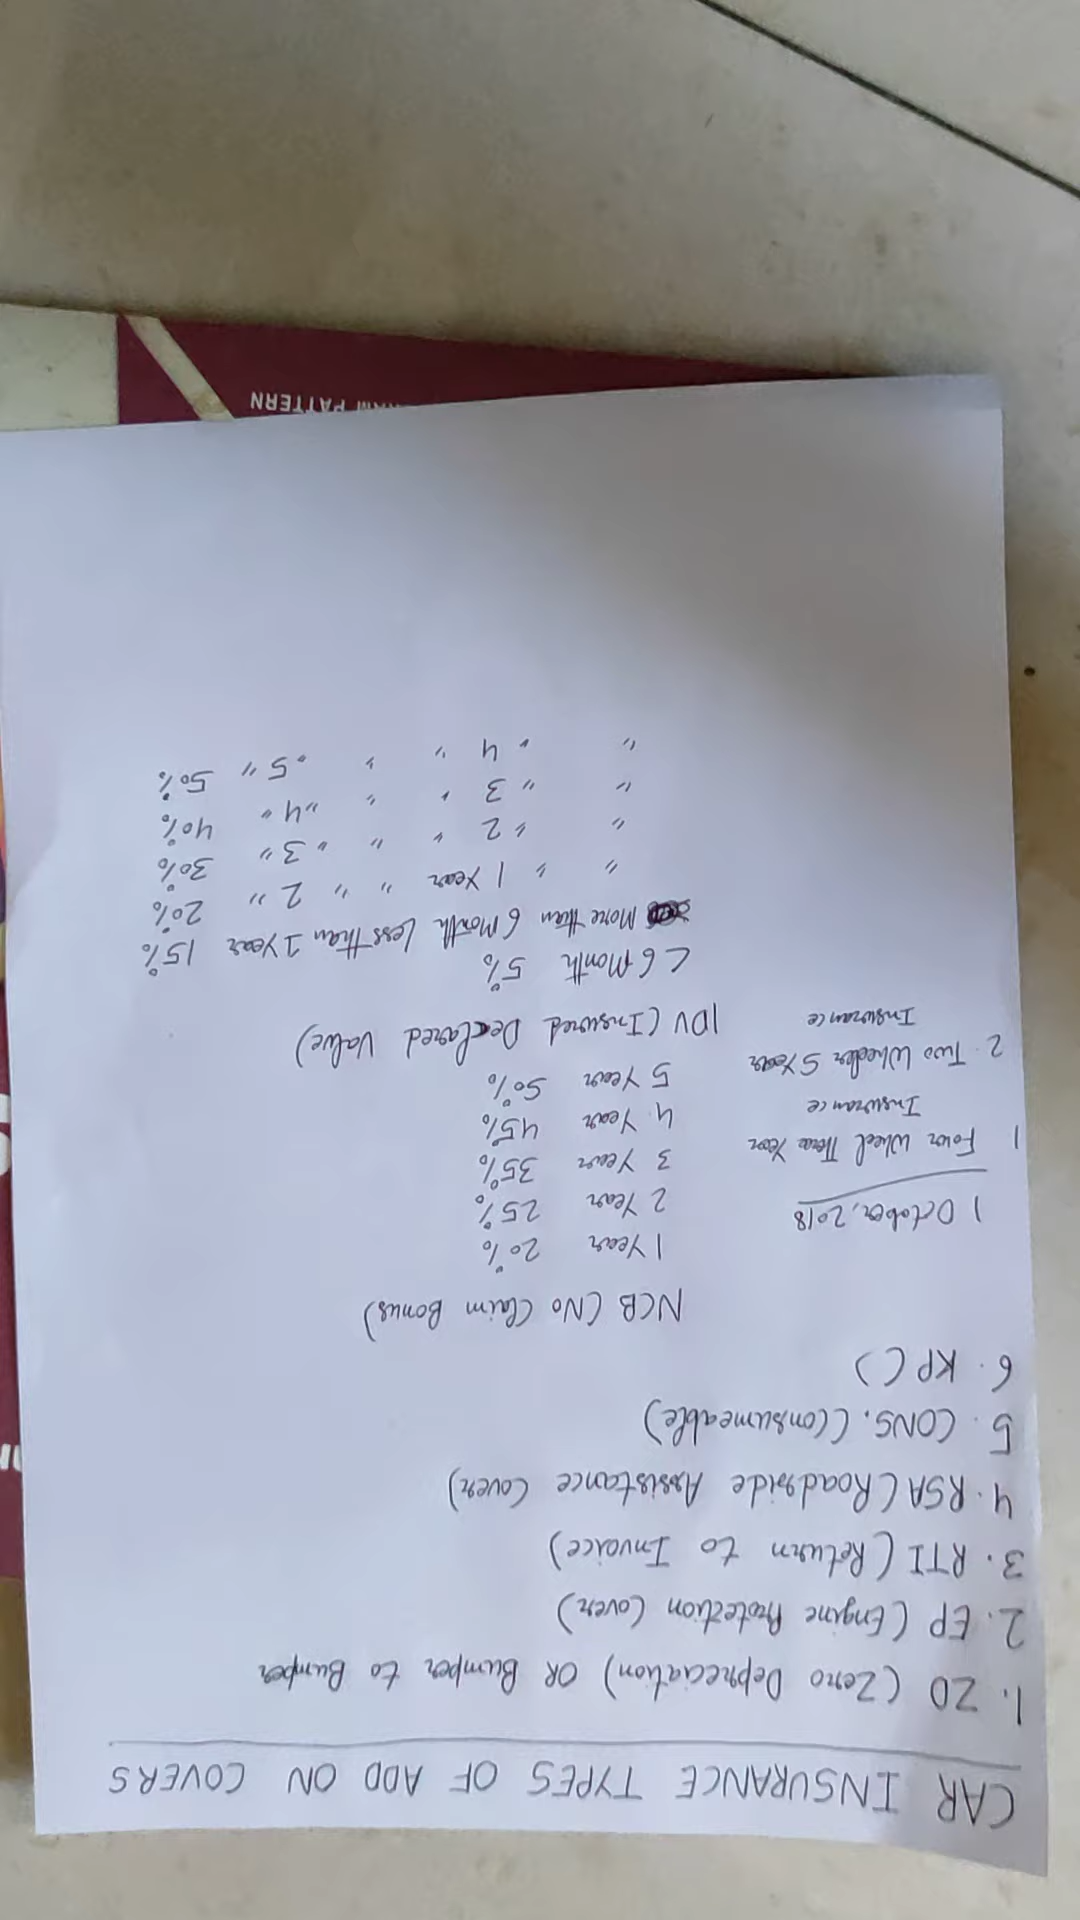 CAR INSURANCE TYPES OF ADD ON COVERS
1. ZD (Zero Depreciation) OR Bumper to Bumper
2. EP (Engine Protection Cover)
3. RTI (Return to Invoice)
4. RSA (Roadside Assistance Cover)
5. CONS. (Consumeable)
6. KP ( )
NCB (No Claim Bonus)
1 Year 20%
2 Year 25%
3 Year 35%
4 Year 45%
5 Year 50%
1 October, 2018
1 Four Wheel Year
Insurance
2. Two Wheeler 5 Year
Insurance
IDV (Insured Declared Value)
< 6 Month 5%
More than 6 Month Less than 1 Year 15%
" " 1 Year " " 2 " 20%
" " 2 " " " 3 " 30%
" " 3 " " " 4 " 40%
" " 4 " " " 5 " 50%
PATTERN